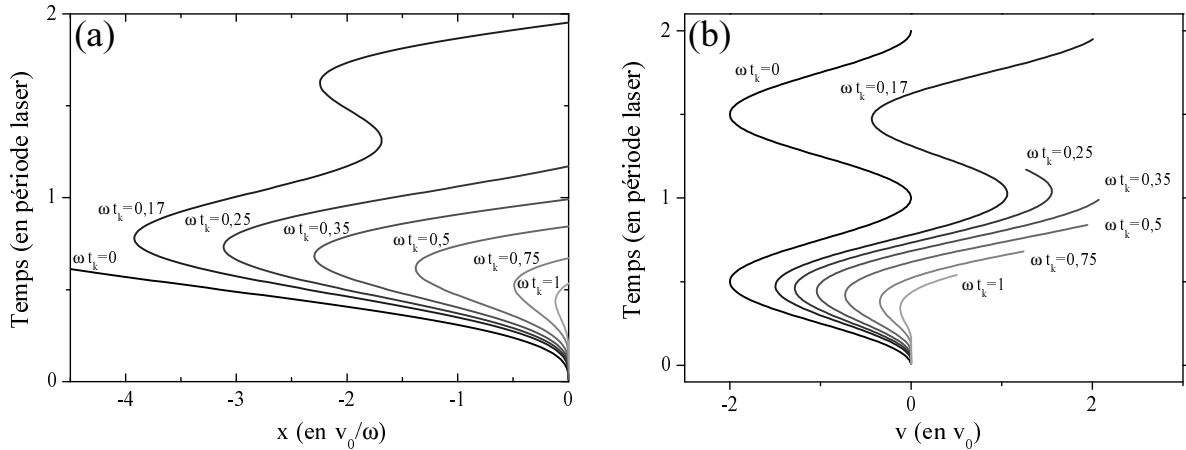 (a)
Temps (en période laser)
2
1
0
ω t_k=0,17
ω t_k=0,25
ω t_k=0,35
ω t_k=0,5
ω t_k=0,75
ω t_k=0
ω t_k=1
-4
-3
-2
-1
0
x (en v_0/ω)
(b)
Temps (en période laser)
2
1
0
ω t_k=0
ω t_k=0,17
ω t_k=0,25
ω t_k=0,35
ω t_k=0,5
ω t_k=0,75
ω t_k=1
-2
0
2
v (en v_0)